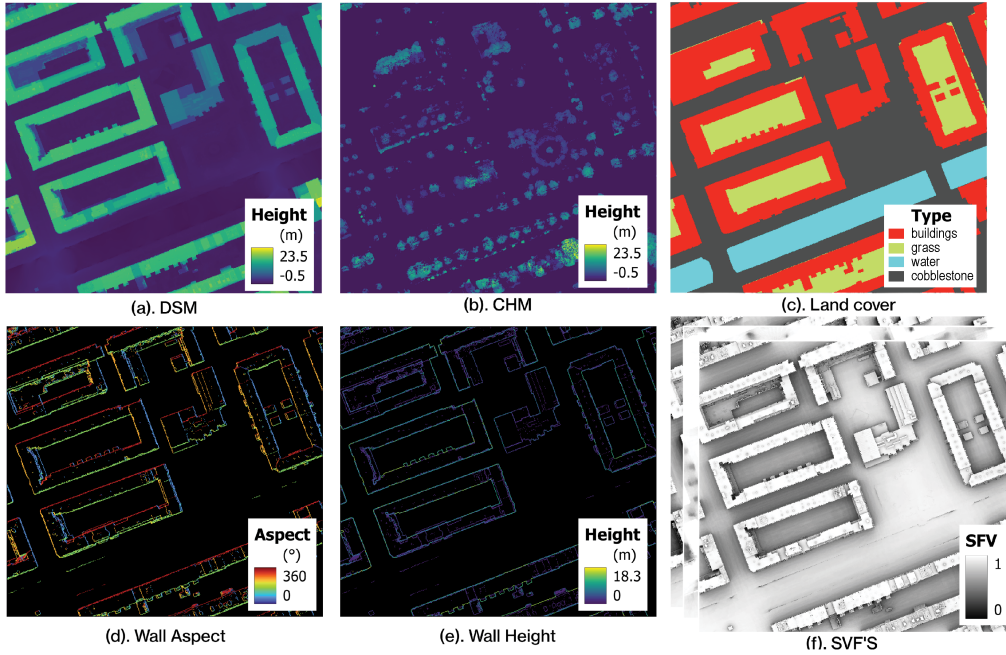 Height
(m)
23.5
-0.5
(a). DSM
Height
(m)
23.5
-0.5
(b). CHM
Type
buildings
grass
water
cobblestone
(c). Land cover
Aspect
(°)
360
0
(d). Wall Aspect
Height
(m)
18.3
0
(e). Wall Height
SFV
1
0
(f). SVF'S